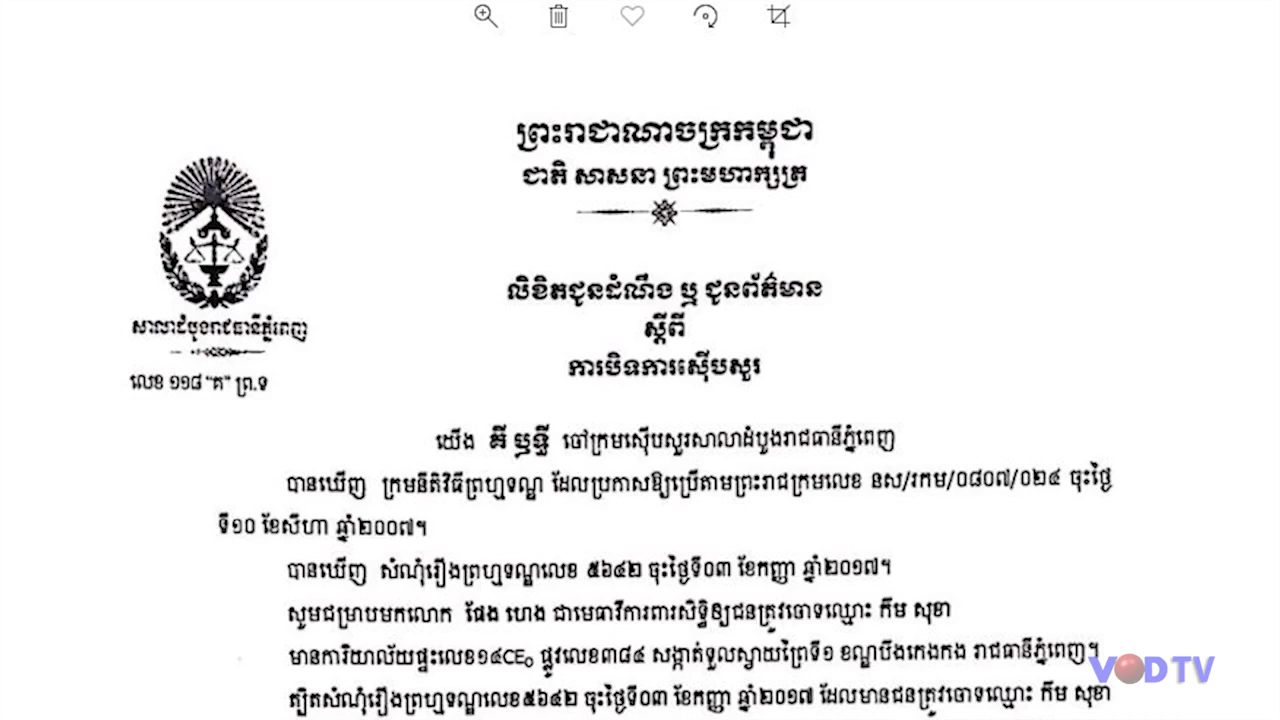 ព្រះរាជាណាចក្រកម្ពុជា
ជាតិ សាសនា ព្រះមហាក្សត្រ
សាលាដំបូងរាជធានីភ្នំពេញ
លេខ ១១៨ "គ" ព្រ.ទ
លិខិតជូនដំណឹង ឬ ជូនព័ត៌មាន
ស្តីពី
ការបិទការស៊ើបសួរ
យើង គី ឫទ្ធី ចៅក្រមស៊ើបសួរសាលាដំបូងរាជធានីភ្នំពេញ
បានឃើញ ក្រមនីតិវិធីព្រហ្មទណ្ឌ ដែលប្រកាសឱ្យប្រើតាមព្រះរាជក្រមលេខ នស/រកម/០៨០៧/០២៤ ចុះថ្ងៃ
ទី១០ ខែសីហា ឆ្នាំ២០០៧។
បានឃើញ សំណុំរឿងព្រហ្មទណ្ឌលេខ ៥៦៤២ ចុះថ្ងៃទី០៣ ខែកញ្ញា ឆ្នាំ២០១៧។
សូមជម្រាបមកលោក ផែង ហេង ជាមេធាវីការពារសិទ្ធិឲ្យជនត្រូវចោទឈ្មោះ កឹម សុខា
មានការិយាល័យផ្ទះលេខ១៤CE₀ ផ្លូវលេខ៣៨៤ សង្កាត់ទួលស្វាយព្រៃទី១ ខណ្ឌបឹងកេងកង រាជធានីភ្នំពេញ។
ត្បិតសំណុំរឿងព្រហ្មទណ្ឌលេខ៥៦៤២ ចុះថ្ងៃទី០៣ ខែកញ្ញា ឆ្នាំ២០១៧ ដែលមានជនត្រូវចោទឈ្មោះ កឹម សុខា
VOD TV